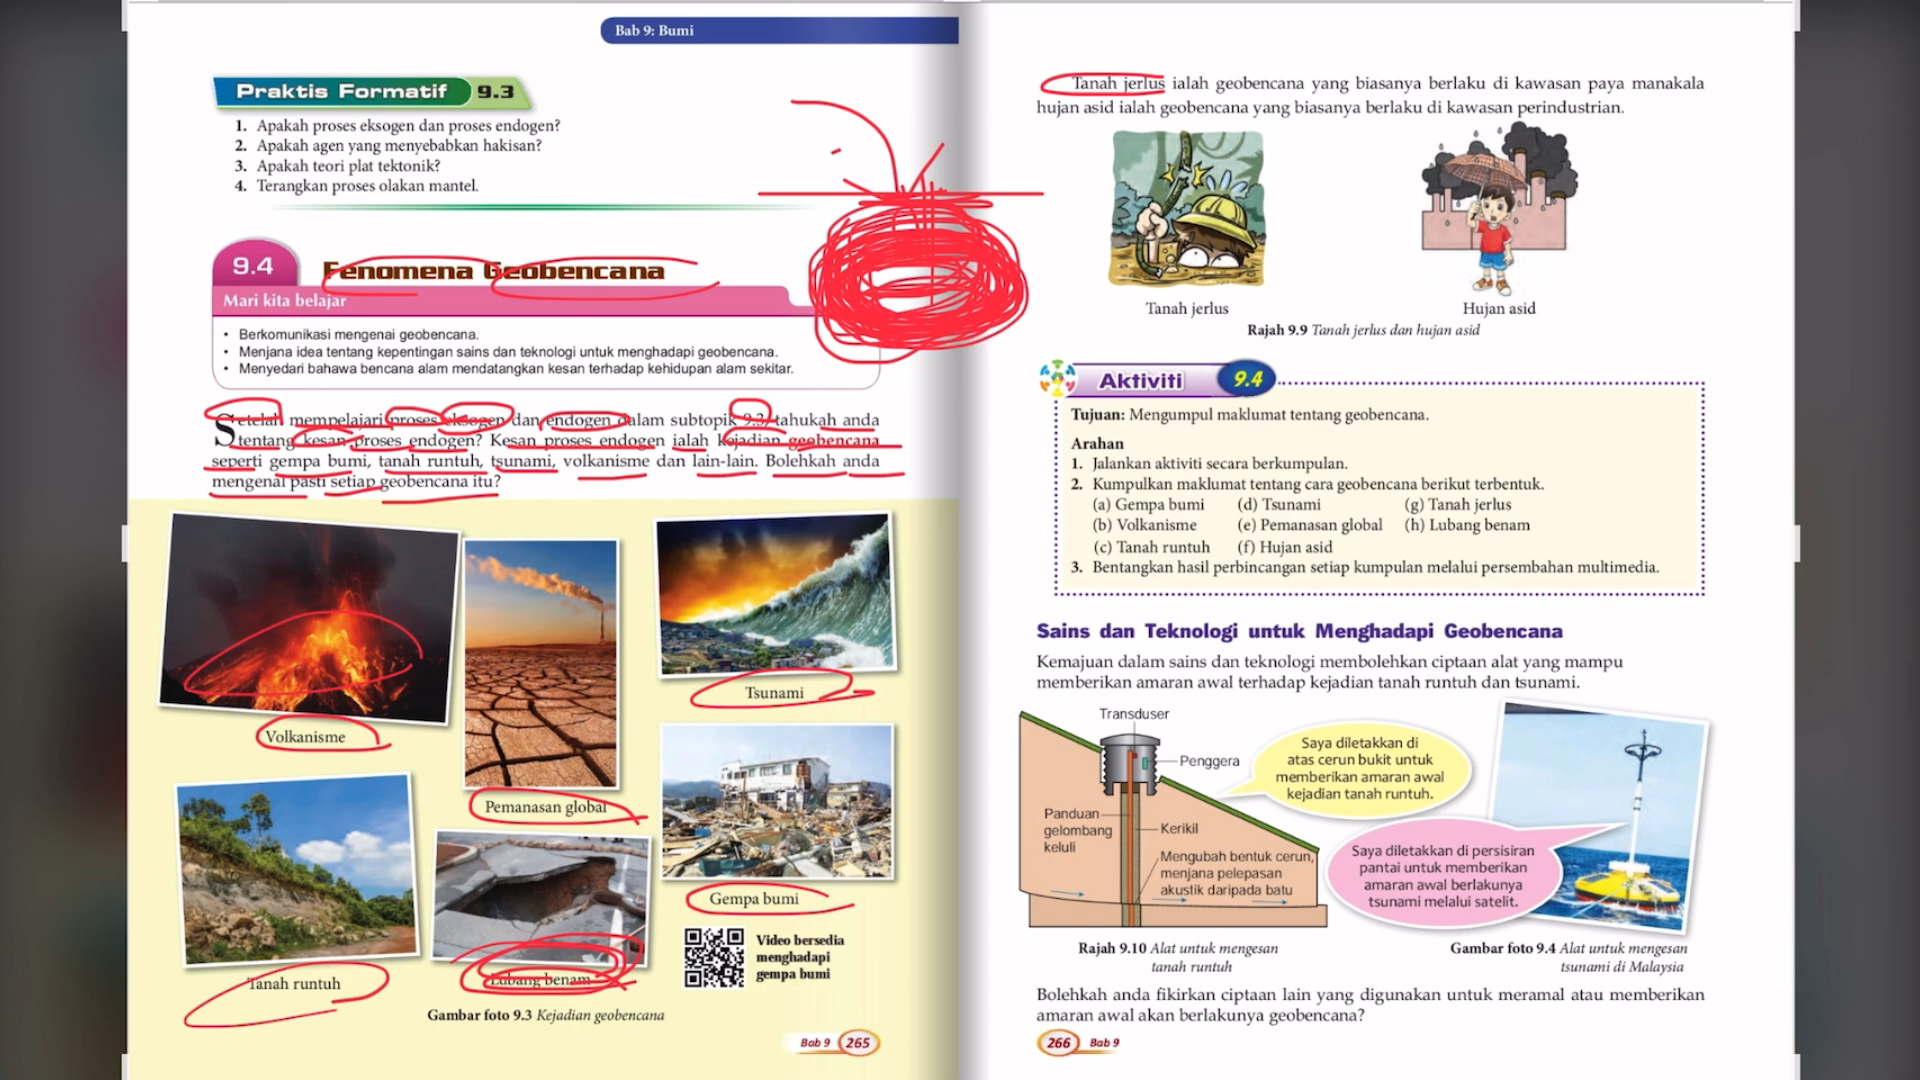 Bab 9: Bumi
Praktis Formatif 9.3
1. Apakah proses eksogen dan proses endogen?
2. Apakah agen yang menyebabkan hakisan?
3. Apakah teori plat tektonik?
4. Terangkan proses olakan mantel.
9.4 Fenomena Geobencana
Mari kita belajar
• Berkomunikasi mengenai geobencana.
• Menjana idea tentang kepentingan sains dan teknologi untuk menghadapi geobencana.
• Menyedari bahawa bencana alam mendatangkan kesan terhadap kehidupan alam sekitar.
Setelah mempelajari proses eksogen dan endogen dalam subtopik 9.3, tahukah anda
tentang kesan proses endogen? Kesan proses endogen ialah kejadian geobencana
seperti gempa bumi, tanah runtuh, tsunami, volkanisme dan lain-lain. Bolehkah anda
mengenal pasti setiap geobencana itu?
Volkanisme
Pemanasan global
Tsunami
Tanah runtuh
Lubang benam
Gempa bumi
Video bersedia
menghadapi
gempa bumi
Gambar foto 9.3 Kejadian geobencana
Bab 9 265
Tanah jerlus ialah geobencana yang biasanya berlaku di kawasan paya manakala
hujan asid ialah geobencana yang biasanya berlaku di kawasan perindustrian.
Tanah jerlus
Hujan asid
Rajah 9.9 Tanah jerlus dan hujan asid
Aktiviti 9.4
Tujuan: Mengumpul maklumat tentang geobencana.
Arahan
1. Jalankan aktiviti secara berkumpulan.
2. Kumpulkan maklumat tentang cara geobencana berikut terbentuk.
(a) Gempa bumi (d) Tsunami (g) Tanah jerlus
(b) Volkanisme (e) Pemanasan global (h) Lubang benam
(c) Tanah runtuh (f) Hujan asid
3. Bentangkan hasil perbincangan setiap kumpulan melalui persembahan multimedia.
Sains dan Teknologi untuk Menghadapi Geobencana
Kemajuan dalam sains dan teknologi membolehkan ciptaan alat yang mampu
memberikan amaran awal terhadap kejadian tanah runtuh dan tsunami.
Transduser
Penggera
Panduan
gelombang
keluli
Kerikil
Mengubah bentuk cerun,
menjana pelepasan
akustik daripada batu
Saya diletakkan di
atas cerun bukit untuk
memberikan amaran awal
kejadian tanah runtuh.
Saya diletakkan di persisiran
pantai untuk memberikan
amaran awal berlakunya
tsunami melalui satelit.
Rajah 9.10 Alat untuk mengesan
tanah runtuh
Gambar foto 9.4 Alat untuk mengesan
tsunami di Malaysia
Bolehkah anda fikirkan ciptaan lain yang digunakan untuk meramal atau memberikan
amaran awal akan berlakunya geobencana?
266 Bab 9